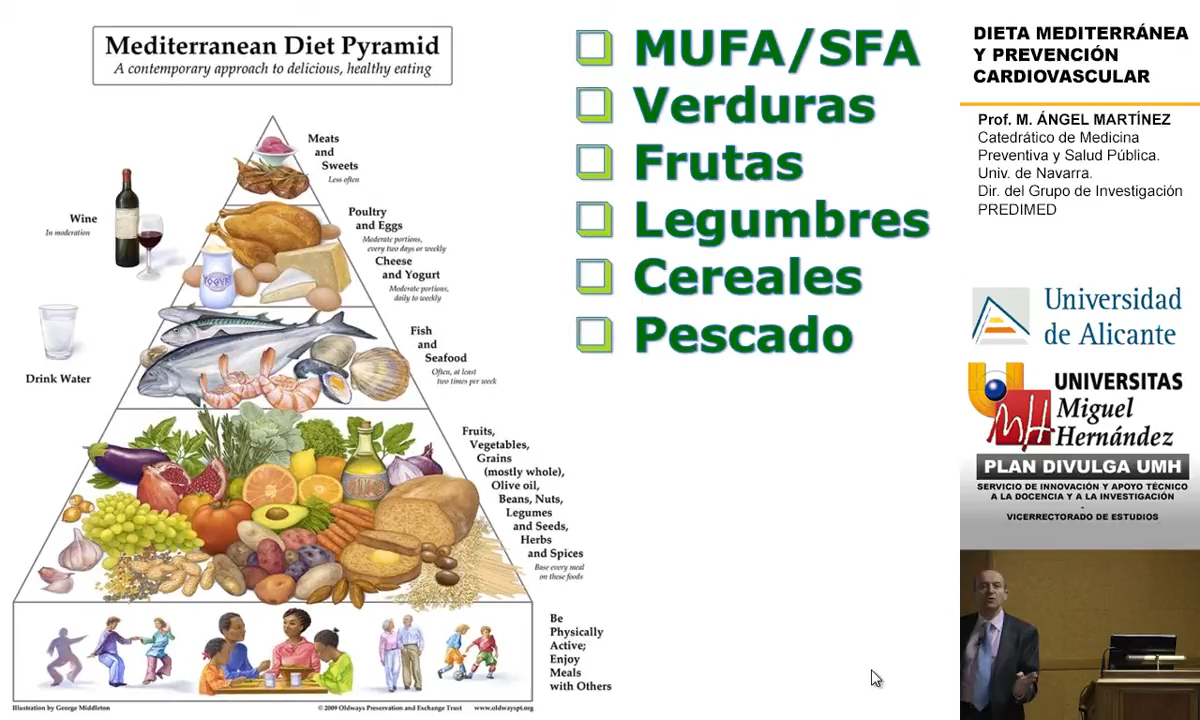 Mediterranean Diet Pyramid
A contemporary approach to delicious, healthy eating
Meats
and
Sweets
Less often
Wine
In moderation
Poultry
and Eggs
Moderate portions,
every two days or weekly
Cheese
and Yogurt
Moderate portions,
daily to weekly
YOGURT
Fish
and
Seafood
Often, at least
two times per week
Drink Water
Fruits,
Vegetables,
Grains
(mostly whole),
Olive oil,
Beans, Nuts,
Legumes
and Seeds,
Herbs
and Spices
Base every meal
on these foods
Be
Physically
Active;
Enjoy
Meals
with Others
Illustration by George Middleton
© 2009 Oldways Preservation and Exchange Trust
www.oldwayspt.org
MUFA/SFA
Verduras
Frutas
Legumbres
Cereales
Pescado
DIETA MEDITERRÁNEA
Y PREVENCIÓN
CARDIOVASCULAR
Prof. M. ÁNGEL MARTÍNEZ
Catedrático de Medicina
Preventiva y Salud Pública.
Univ. de Navarra.
Dir. del Grupo de Investigación
PREDIMED
Universidad
de Alicante
UNIVERSITAS
Miguel
Hernández
PLAN DIVULGA UMH
SERVICIO DE INNOVACIÓN Y APOYO TÉCNICO
A LA DOCENCIA Y A LA INVESTIGACIÓN
-
VICERRECTORADO DE ESTUDIOS